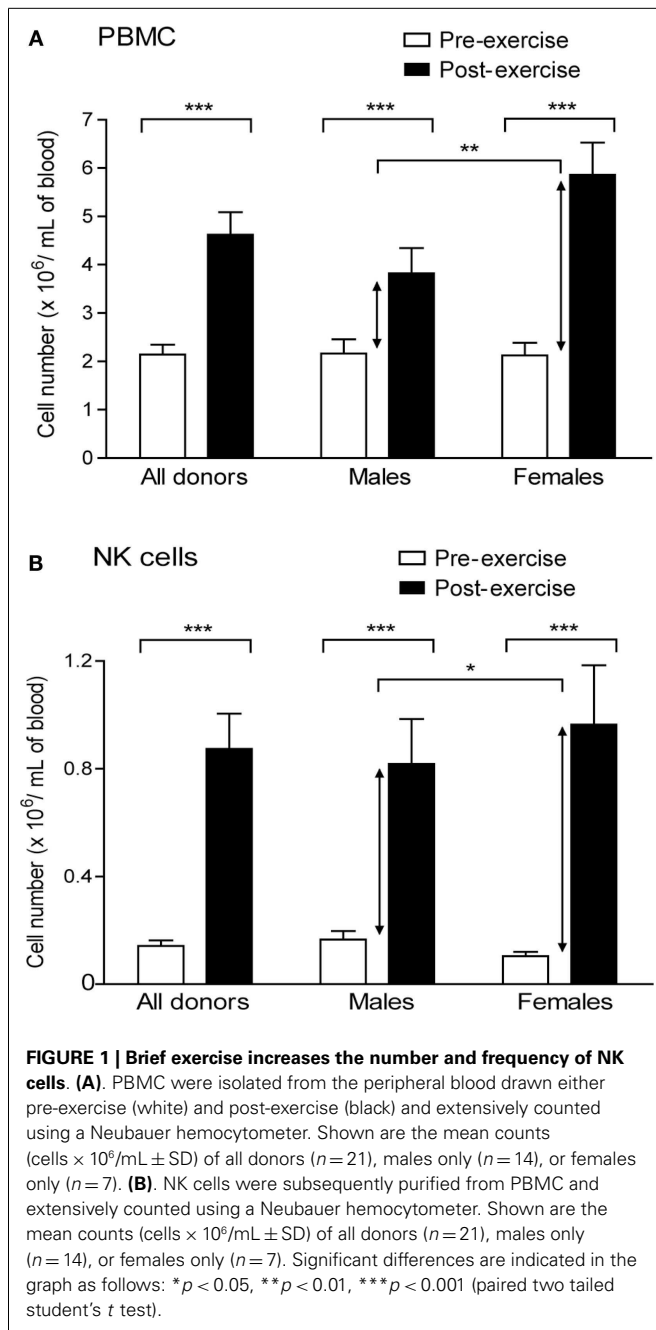 A PBMC
Pre-exercise
Post-exercise
*** *** ***
**
7
6
5
4
3
2
1
0
Cell number (x 10⁶/ mL of blood)
All donors Males Females
B NK cells
Pre-exercise
Post-exercise
*** *** ***
*
1.2
0.8
0.4
0
Cell number (x 10⁶/ mL of blood)
All donors Males Females
FIGURE 1 | Brief exercise increases the number and frequency of NK
cells. (A). PBMC were isolated from the peripheral blood drawn either
pre-exercise (white) and post-exercise (black) and extensively counted
using a Neubauer hemocytometer. Shown are the mean counts
(cells × 10⁶/mL ± SD) of all donors (n = 21), males only (n = 14), or females
only (n = 7). (B). NK cells were subsequently purified from PBMC and
extensively counted using a Neubauer hemocytometer. Shown are the
mean counts (cells × 10⁶/mL ± SD) of all donors (n = 21), males only
(n = 14), or females only (n = 7). Significant differences are indicated in the
graph as follows: *p < 0.05, **p < 0.01, ***p < 0.001 (paired two tailed
student's t test).